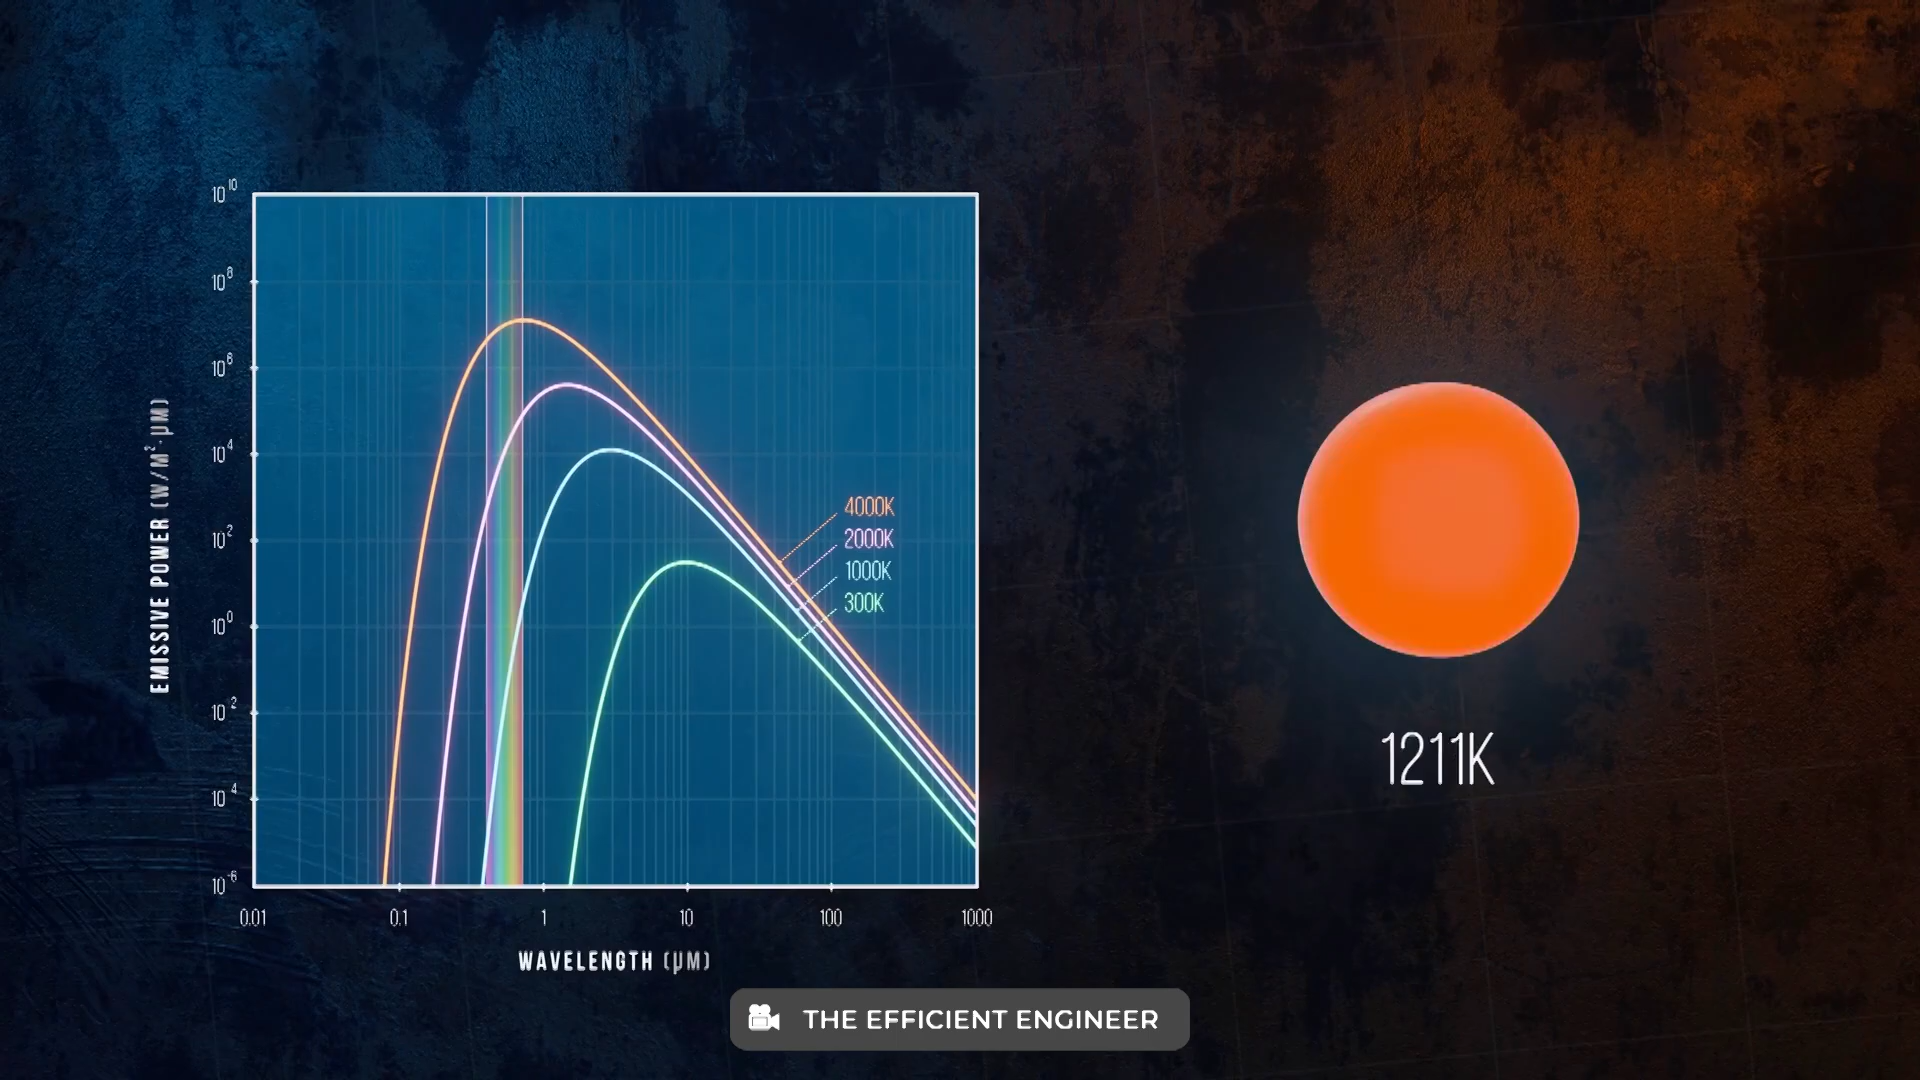 10^10
10^8
10^6
10^4
10^2
10^0
10^-2
10^-4
10^-6
EMISSIVE POWER (W/M²·µM)
4000K
2000K
1000K
300K
0.01 0.1 1 10 100 1000
WAVELENGTH (µM)
1211K
THE EFFICIENT ENGINEER